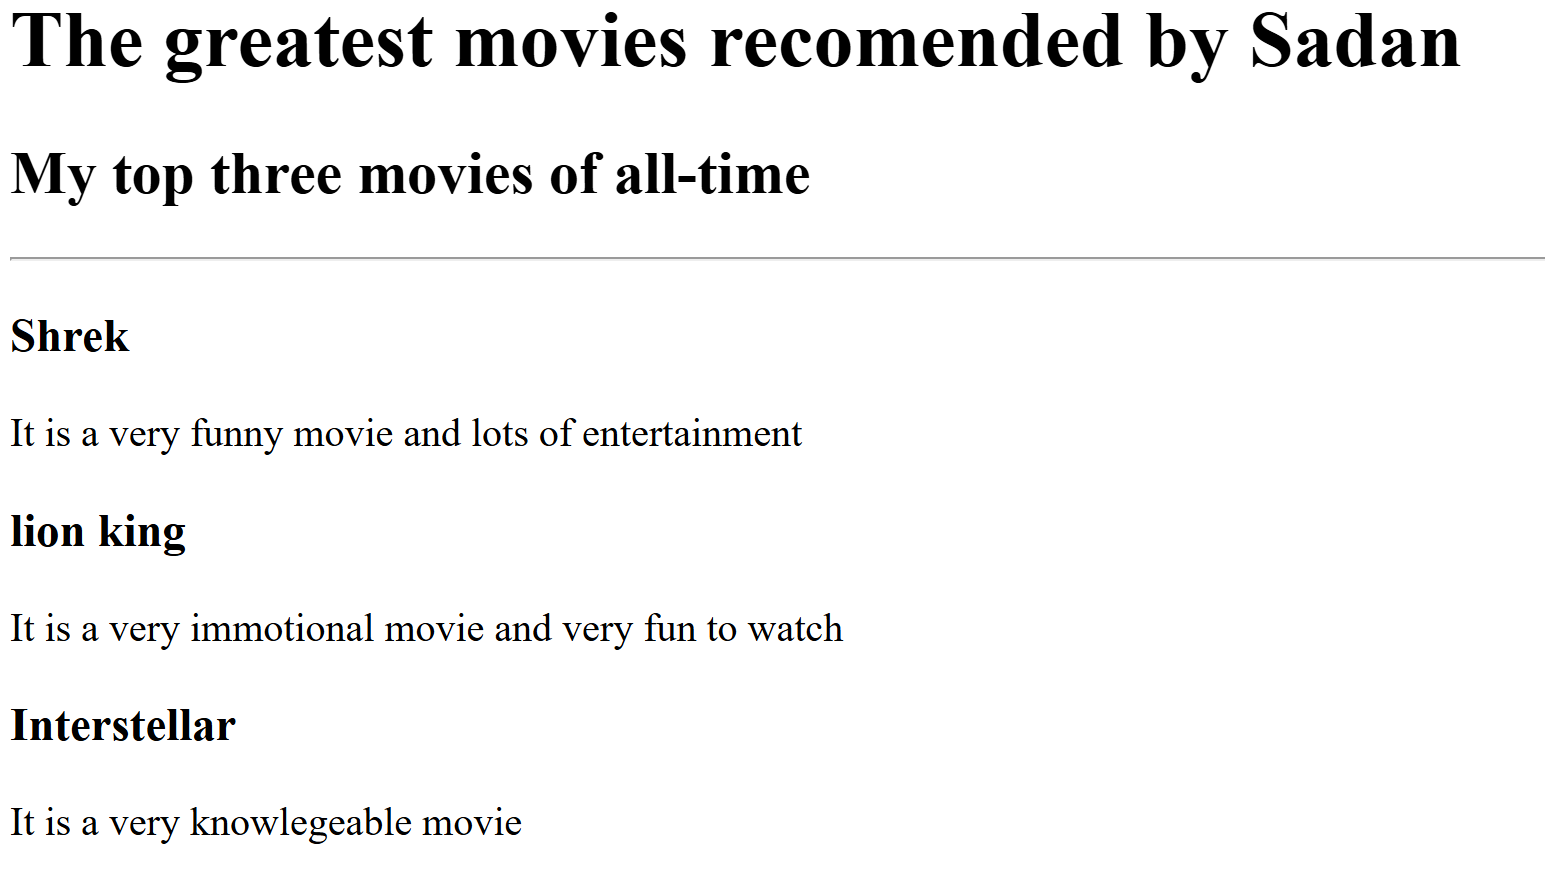 The greatest movies recomended by Sadan
My top three movies of all-time
Shrek
It is a very funny movie and lots of entertainment
lion king
It is a very immotional movie and very fun to watch
Interstellar
It is a very knowlegeable movie